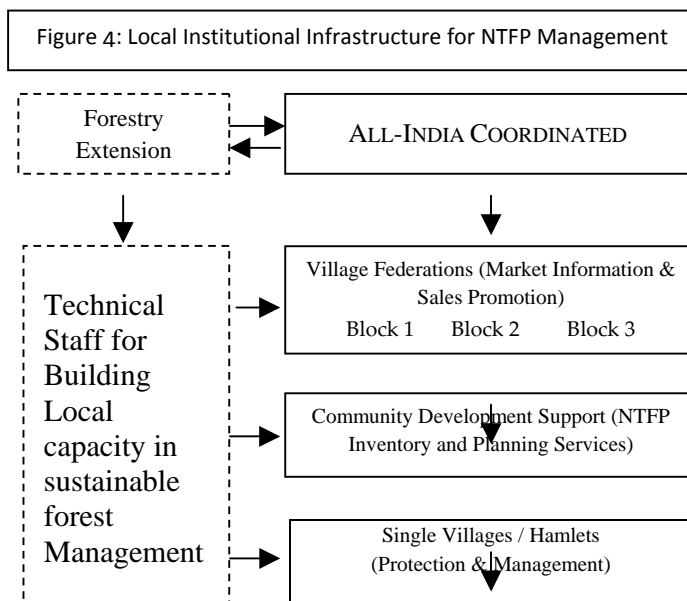 Figure 4: Local Institutional Infrastructure for NTFP Management
Forestry
Extension
ALL-INDIA COORDINATED
Technical
Staff for
Building
Local
capacity in
sustainable
forest
Management
Village Federations (Market Information &
Sales Promotion)
Block 1 Block 2 Block 3
Community Development Support (NTFP
Inventory and Planning Services)
Single Villages / Hamlets
(Protection & Management)